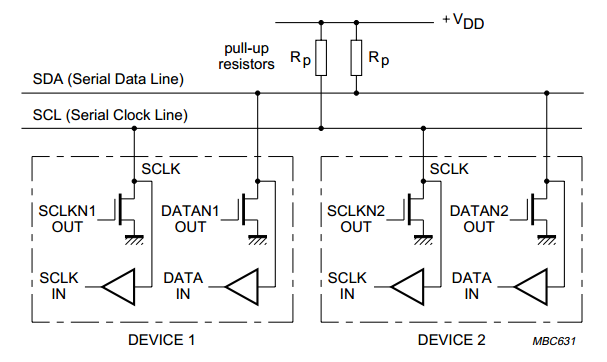 + VDD
pull-up
resistors
Rp
Rp
SDA (Serial Data Line)
SCL (Serial Clock Line)
SCLK
SCLK
SCLKN1
OUT
DATAN1
OUT
SCLKN2
OUT
DATAN2
OUT
SCLK
IN
DATA
IN
SCLK
IN
DATA
IN
DEVICE 1
DEVICE 2
MBC631